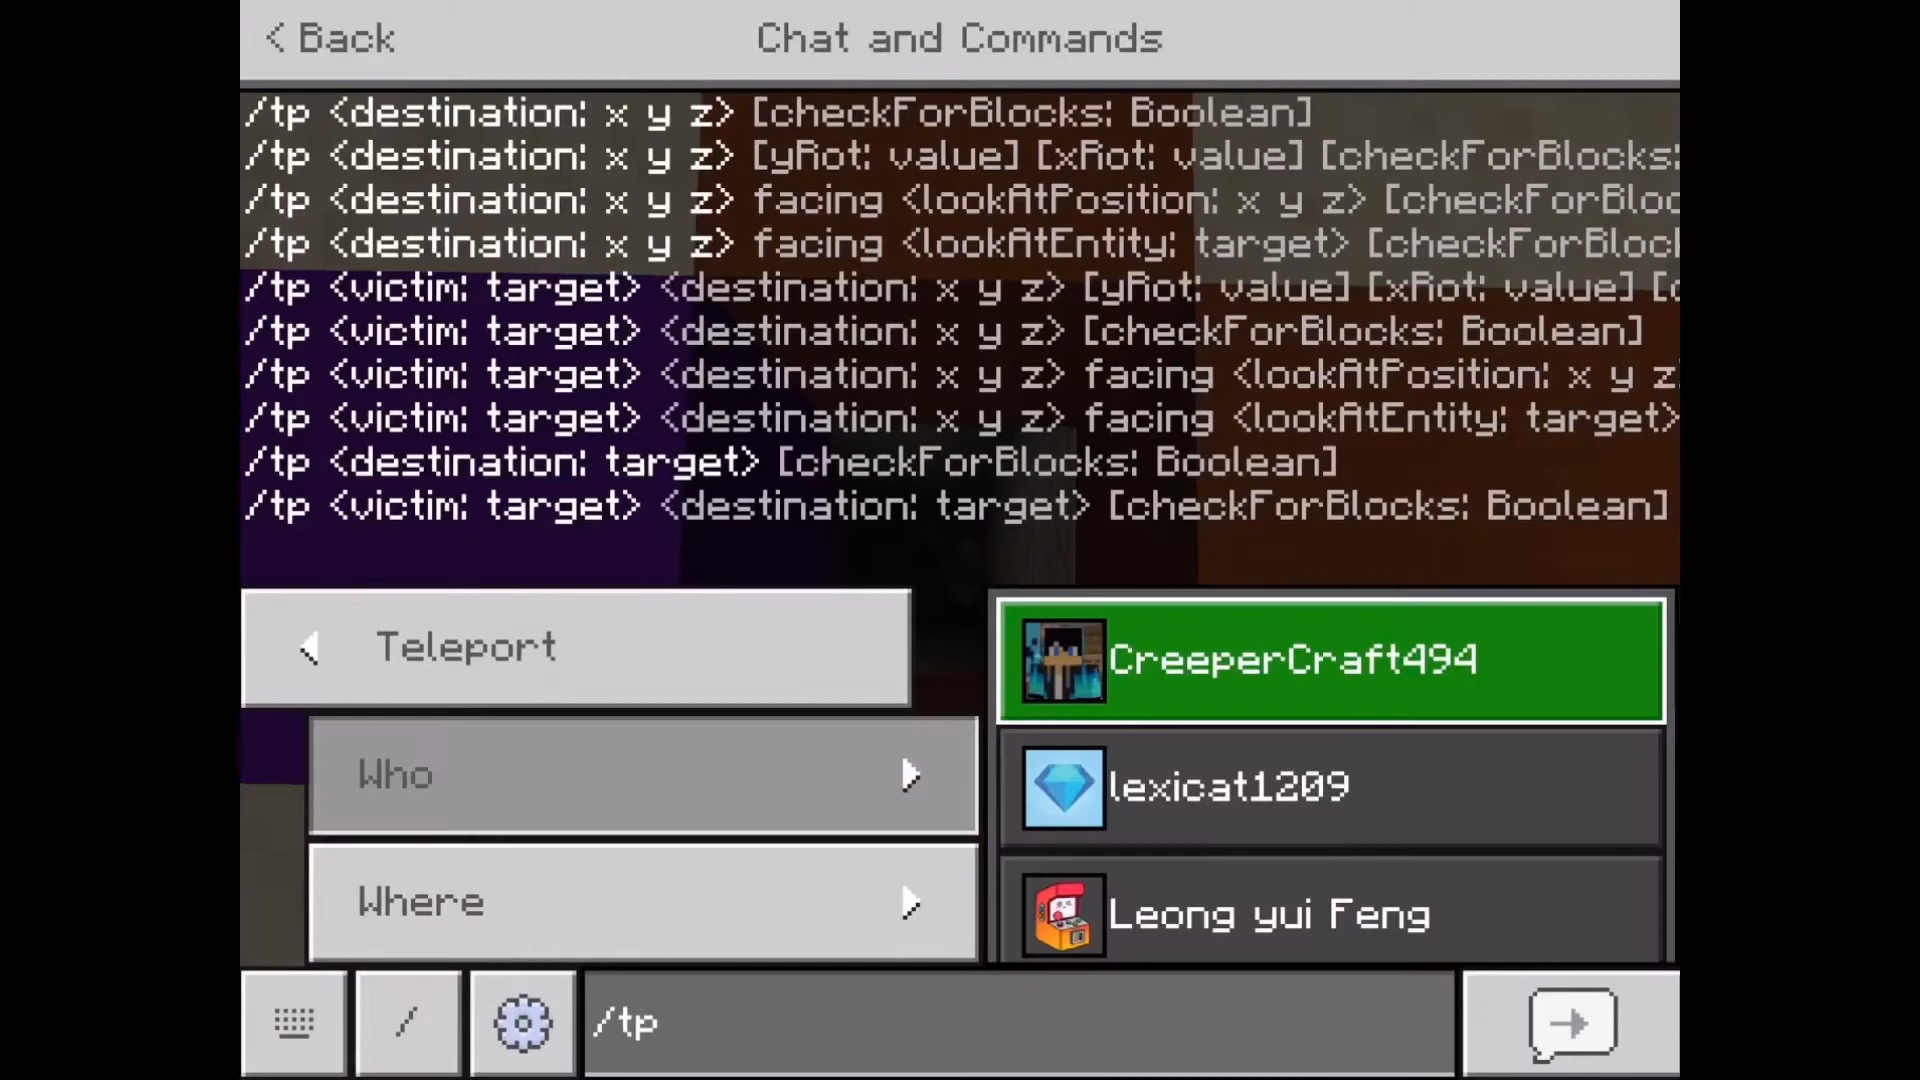 < Back
Chat and Commands
/tp <destination: x y z> [checkForBlocks: Boolean]
/tp <destination: x y z> [yRot: value] [xRot: value] [checkForBlocks:
/tp <destination: x y z> facing <lookAtPosition: x y z> [checkForBloc
/tp <destination: x y z> facing <lookAtEntity: target> [checkForBlock
/tp <victim: target> <destination: x y z> [yRot: value] [xRot: value] [c
/tp <victim: target> <destination: x y z> [checkForBlocks: Boolean]
/tp <victim: target> <destination: x y z> facing <lookAtPosition: x y z
/tp <victim: target> <destination: x y z> facing <lookAtEntity: target>
/tp <destination: target> [checkForBlocks: Boolean]
/tp <victim: target> <destination: target> [checkForBlocks: Boolean]
Teleport
Who
Where
CreeperCraft494
lexicat1209
Leong yui Feng
/
/tp